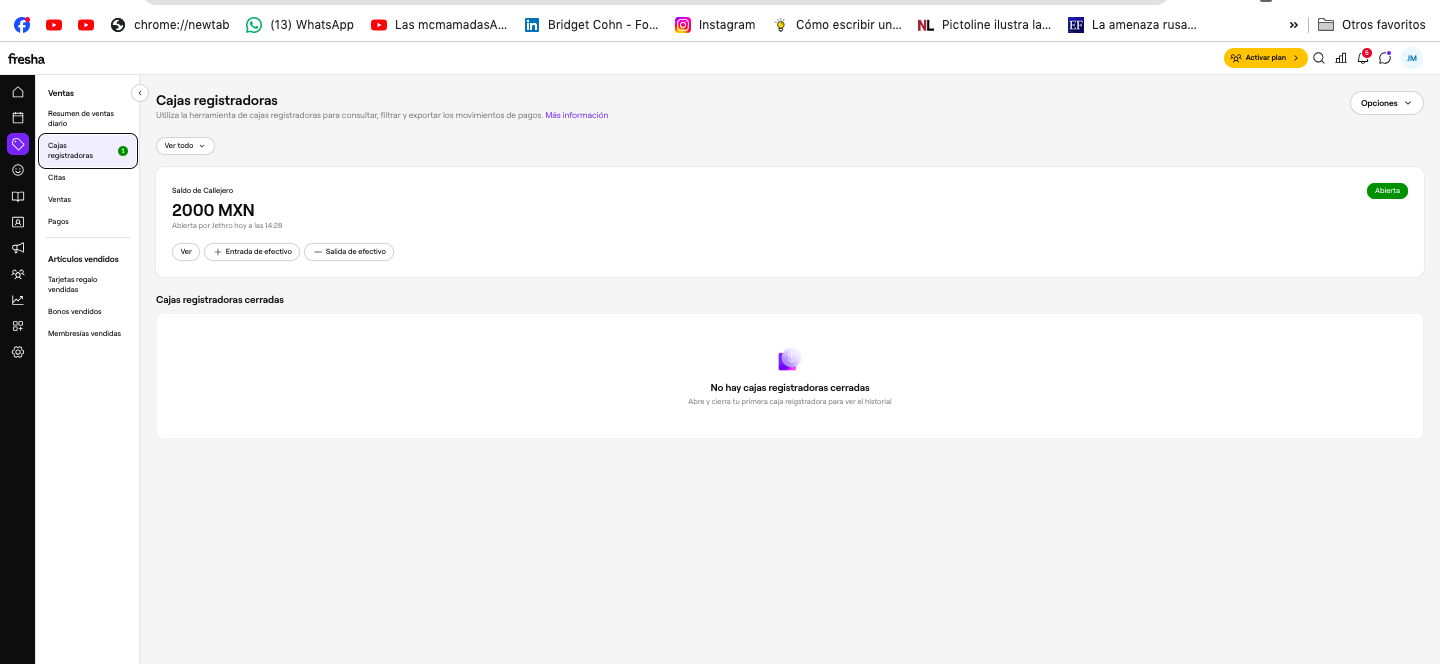 chrome://newtab
(13) WhatsApp
Las mcmamadasA...
Bridget Cohn - Fo...
Instagram
Cómo escribir un...
NL
Pictoline ilustra la...
EF
La amenaza rusa...
»
Otros favoritos
fresha
Activar plan
5
JM
Ventas
Resumen de ventas
diario
Cajas
registradoras
1
Citas
Ventas
Pagos
Artículos vendidos
Tarjetas regalo
vendidas
Bonos vendidos
Membresías vendidas
Cajas registradoras
Utiliza la herramienta de cajas registradoras para consultar, filtrar y exportar los movimientos de pagos. Más información
Opciones
Ver todo
Saldo de Callejero
Abierta
2000 MXN
Abierta por Jethro hoy a las 14:28
Ver
Entrada de efectivo
Salida de efectivo
Cajas registradoras cerradas
No hay cajas registradoras cerradas
Abre y cierra tu primera caja reigstradora para ver el historial